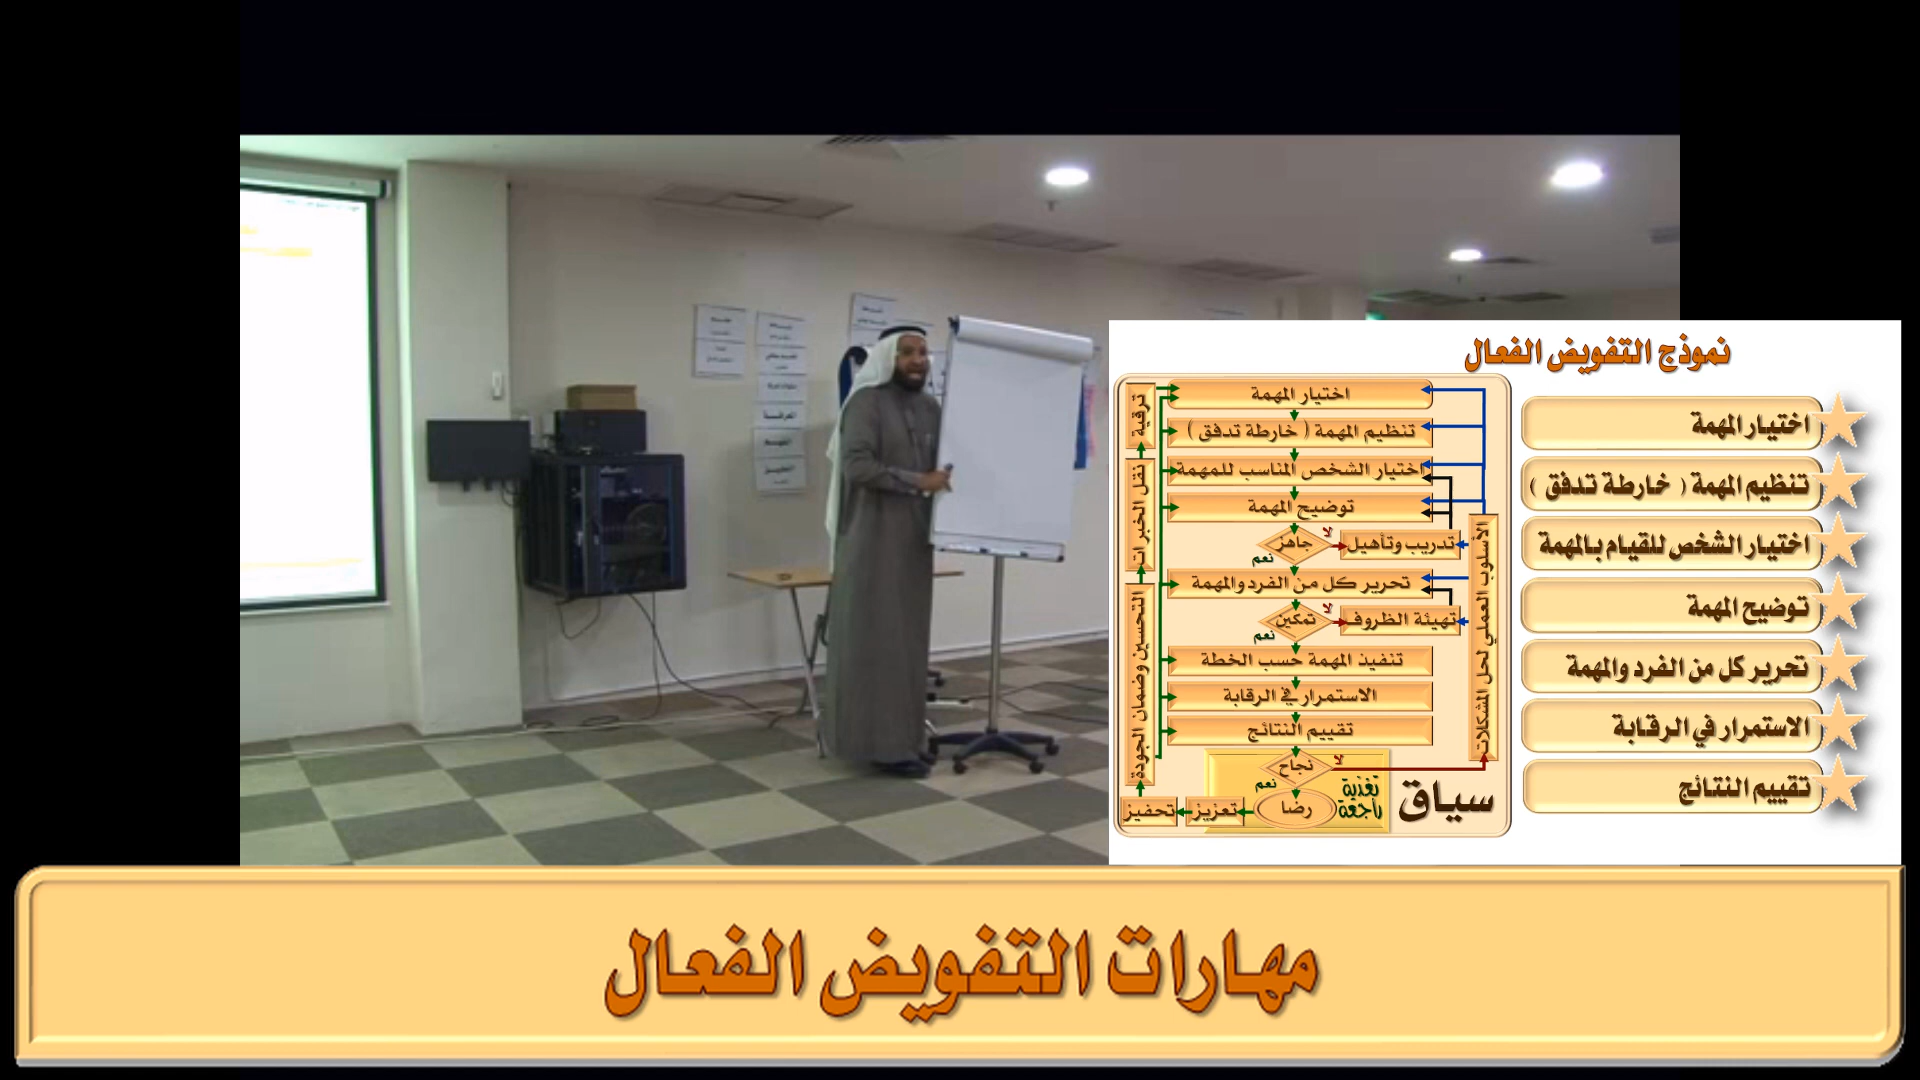 نموذج التفويض الفعال
اختيار المهمة
تنظيم المهمة ( خارطة تدفق )
اختيار الشخص للقيام بالمهمة
توضيح المهمة
تحرير كل من الفرد والمهمة
الاستمرار في الرقابة
تقييم النتائج
اختيار المهمة
تنظيم المهمة ( خارطة تدفق )
اختيار الشخص المناسب للمهمة
توضيح المهمة
جاهز
لا
نعم
تدريب وتأهيل
تحرير كل من الفرد والمهمة
تمكين
لا
نعم
تهيئة الظروف
تنفيذ المهمة حسب الخطة
الاستمرار في الرقابة
تقييم النتائج
نجاح
لا
نعم
رضا
تغذية
راجعة
تعزيز
تحفيز
سياق
الأسلوب العملي لحل المشكلات
ترقية
نقل الخبرات
التحسين وضمان الجودة
مهارات التفويض الفعال